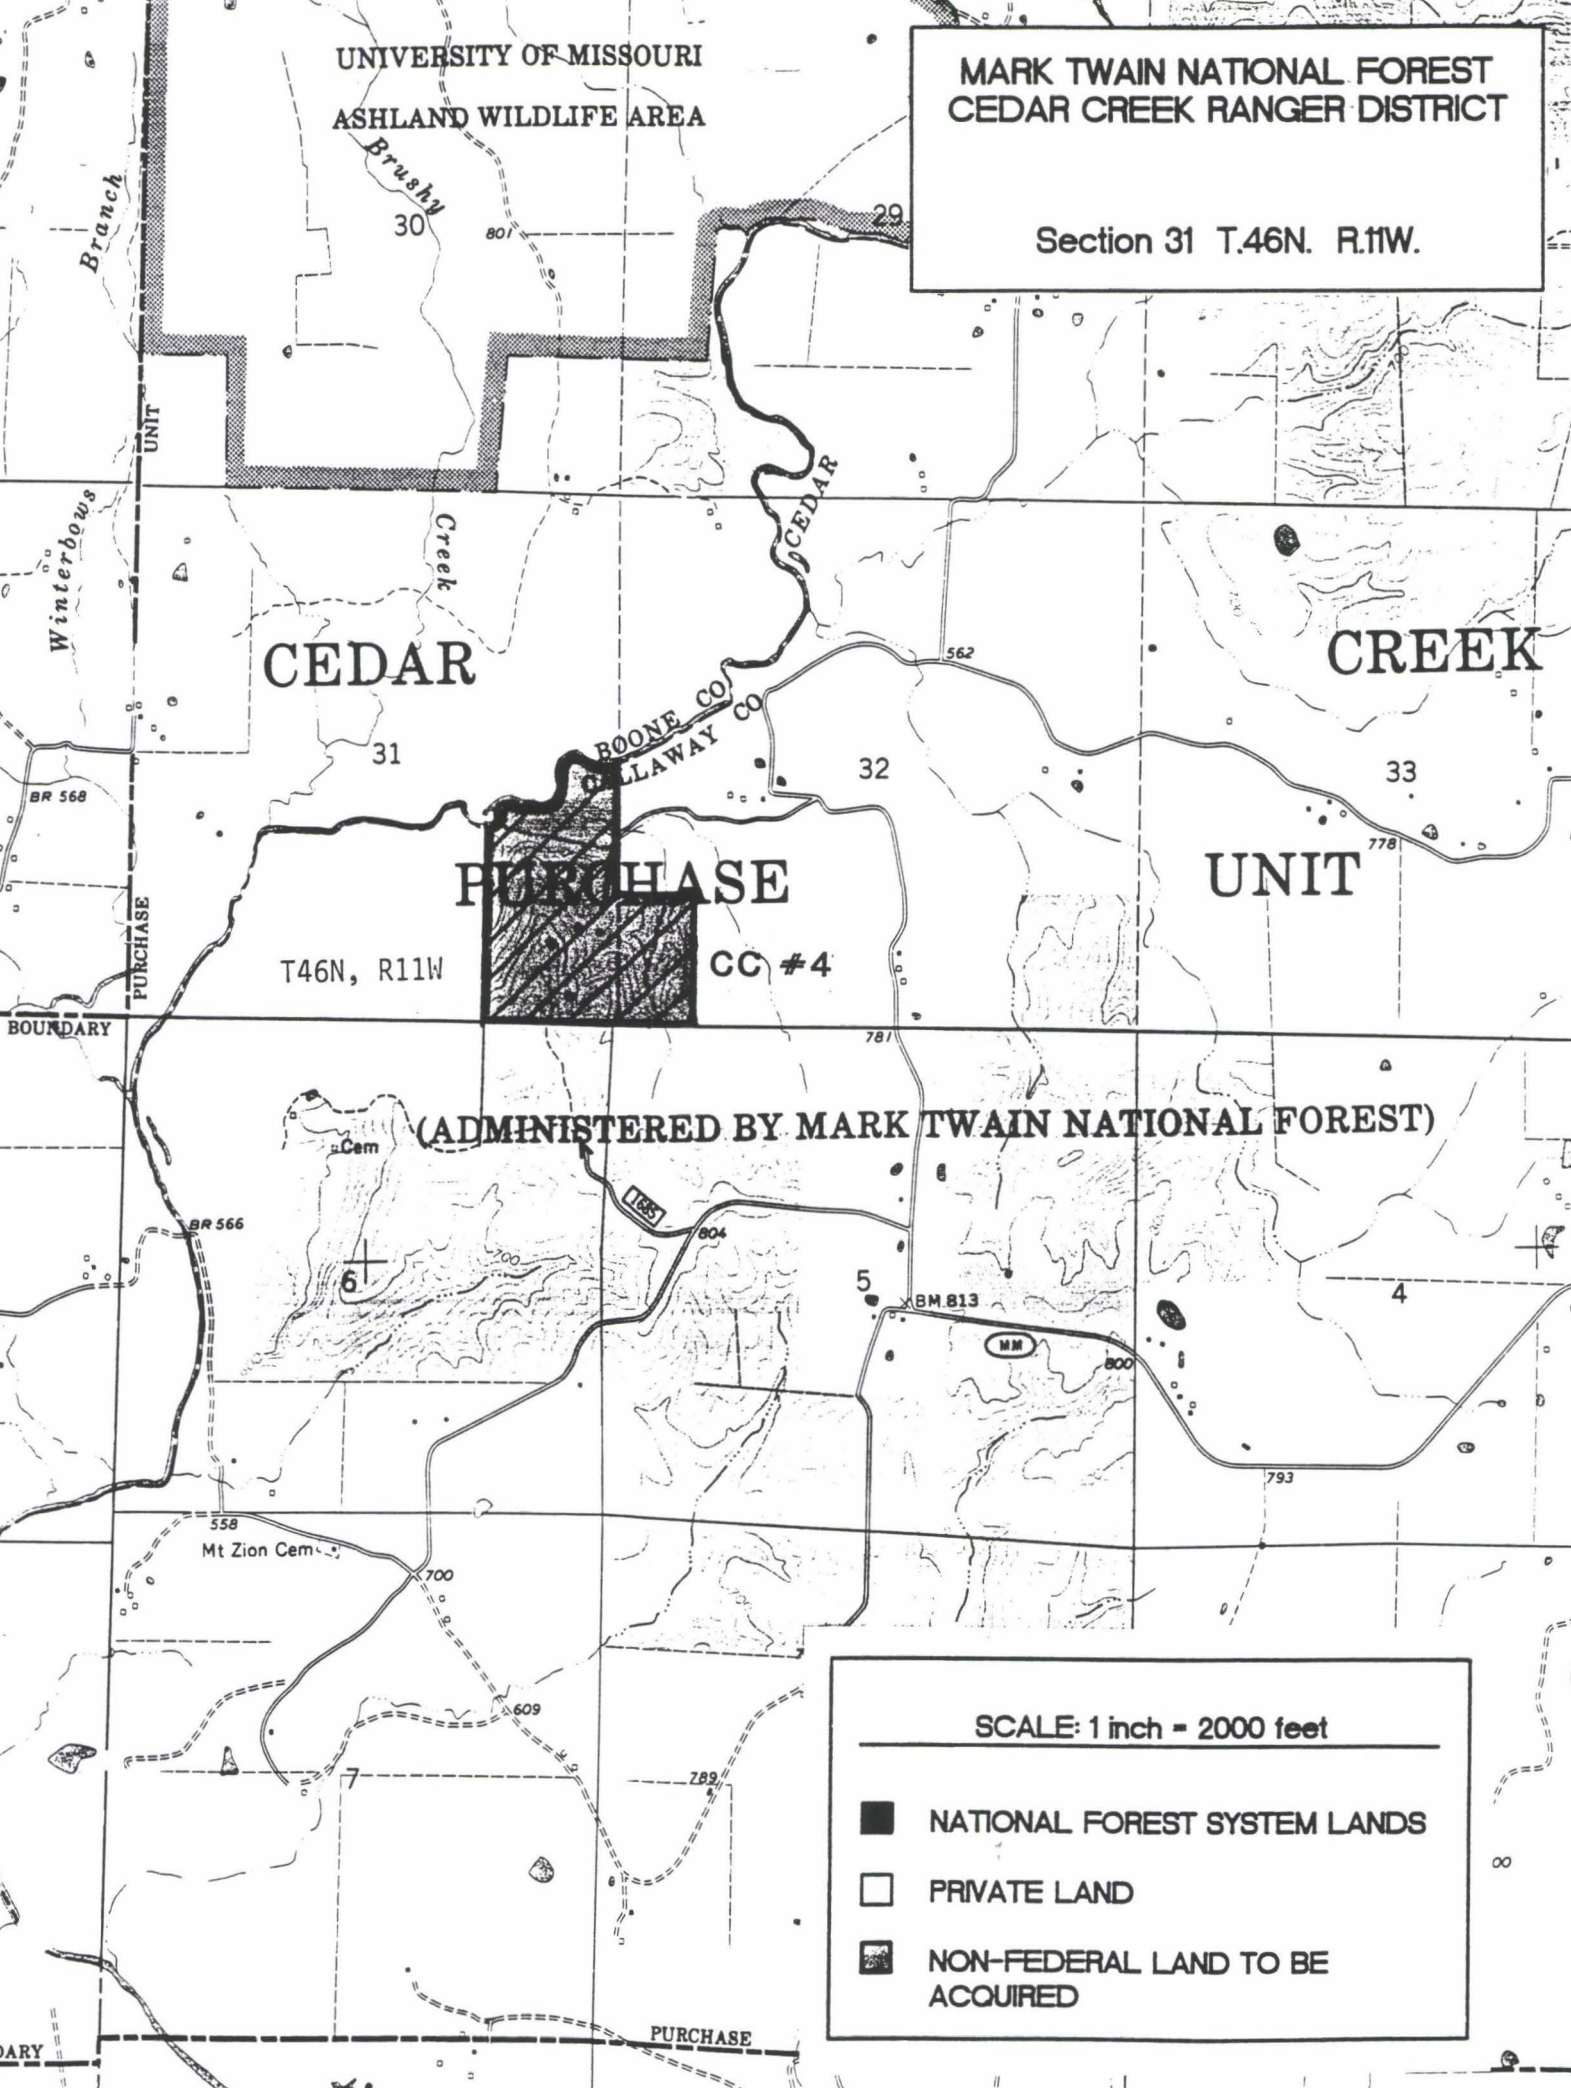 UNIVERSITY OF MISSOURI
ASHLAND WILDLIFE AREA
MARK TWAIN NATIONAL FOREST
CEDAR CREEK RANGER DISTRICT
Section 31 T.46N. R.11W.
Branch
Brushy
30
801
29
UNIT
CEDAR
Winterbows
Creek
CEDAR
CREEK
562
BOONE CO
CALLAWAY CO
31
32
33
BR 568
778
PURCHASE
UNIT
PURCHASE
T46N, R11W
CC #4
BOUNDARY
781
(ADMINISTERED BY MARK TWAIN NATIONAL FOREST)
Cem
1685
BR 566
804
700
6
5
4
BM 813
MM
800
793
558
Mt Zion Cem
700
609
SCALE: 1 inch = 2000 feet
7
789
NATIONAL FOREST SYSTEM LANDS
00
PRIVATE LAND
NON-FEDERAL LAND TO BE
ACQUIRED
PURCHASE
DARY